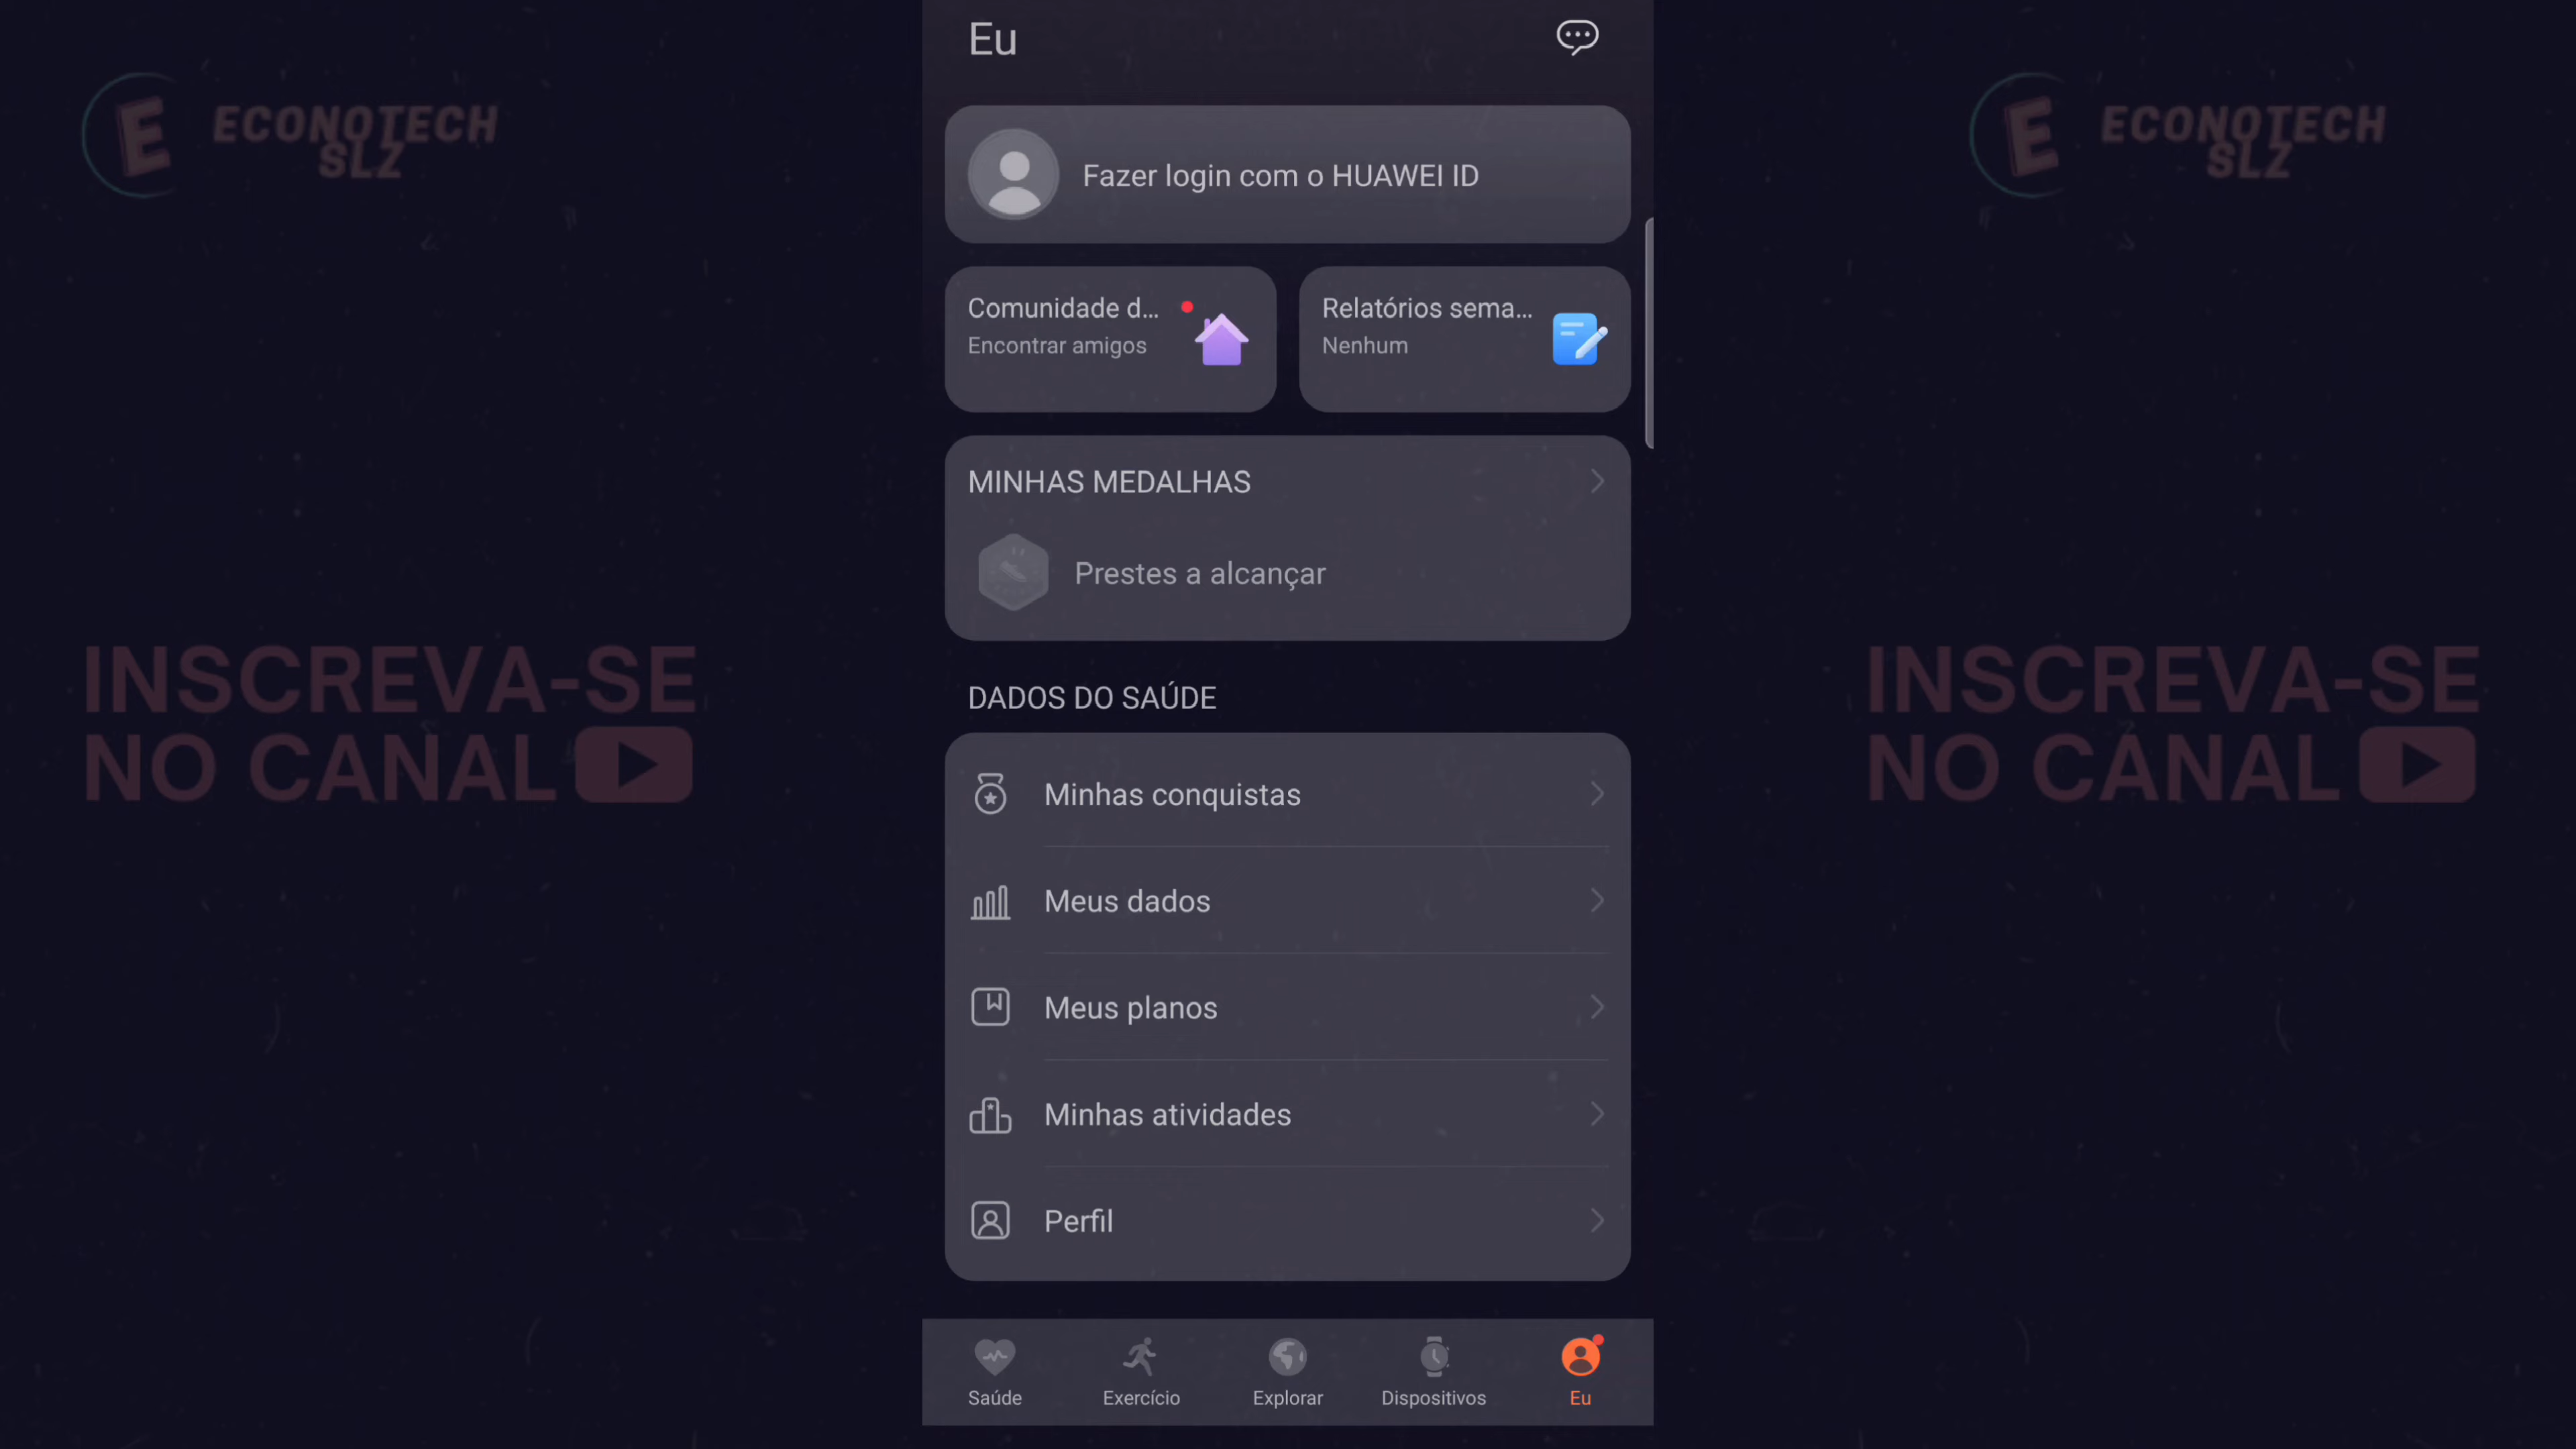 Eu
E ECONOTECH
SLZ
E ECONOTECH
SLZ
Fazer login com o HUAWEI ID
Comunidade d...
Encontrar amigos
Relatórios sema...
Nenhum
MINHAS MEDALHAS
Prestes a alcançar
INSCREVA-SE
NO CANAL
INSCREVA-SE
NO CANAL
DADOS DO SAÚDE
Minhas conquistas
Meus dados
Meus planos
Minhas atividades
Perfil
Saúde
Exercício
Explorar
Dispositivos
Eu